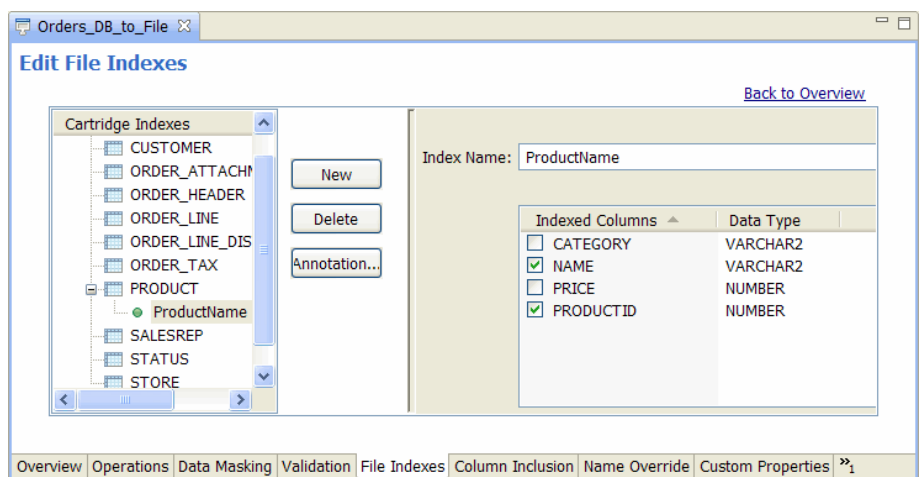 Orders_DB_to_File
Edit File Indexes
Back to Overview
Cartridge Indexes
CUSTOMER
ORDER_ATTACHM
ORDER_HEADER
ORDER_LINE
ORDER_LINE_DIS
ORDER_TAX
PRODUCT
ProductName
SALESREP
STATUS
STORE
New
Delete
Annotation...
Index Name: ProductName
Indexed Columns Data Type
CATEGORY VARCHAR2
NAME VARCHAR2
PRICE NUMBER
PRODUCTID NUMBER
Overview Operations Data Masking Validation File Indexes Column Inclusion Name Override Custom Properties »1